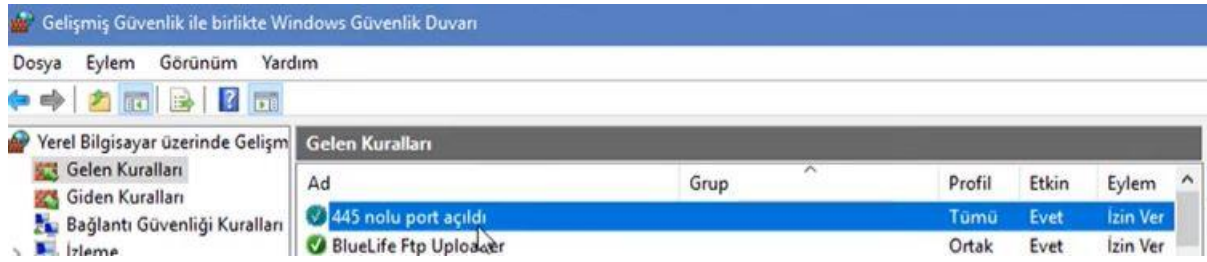 Gelişmiş Güvenlik ile birlikte Windows Güvenlik Duvarı
Dosya Eylem Görünüm Yardım
Yerel Bilgisayar üzerinde Gelişm
Gelen Kuralları
Giden Kuralları
Bağlantı Güvenliği Kuralları
İzleme
Gelen Kuralları
Ad Grup Profil Etkin Eylem
445 nolu port açıldı Tümü Evet İzin Ver
BlueLife Ftp Uploader Ortak Evet İzin Ver